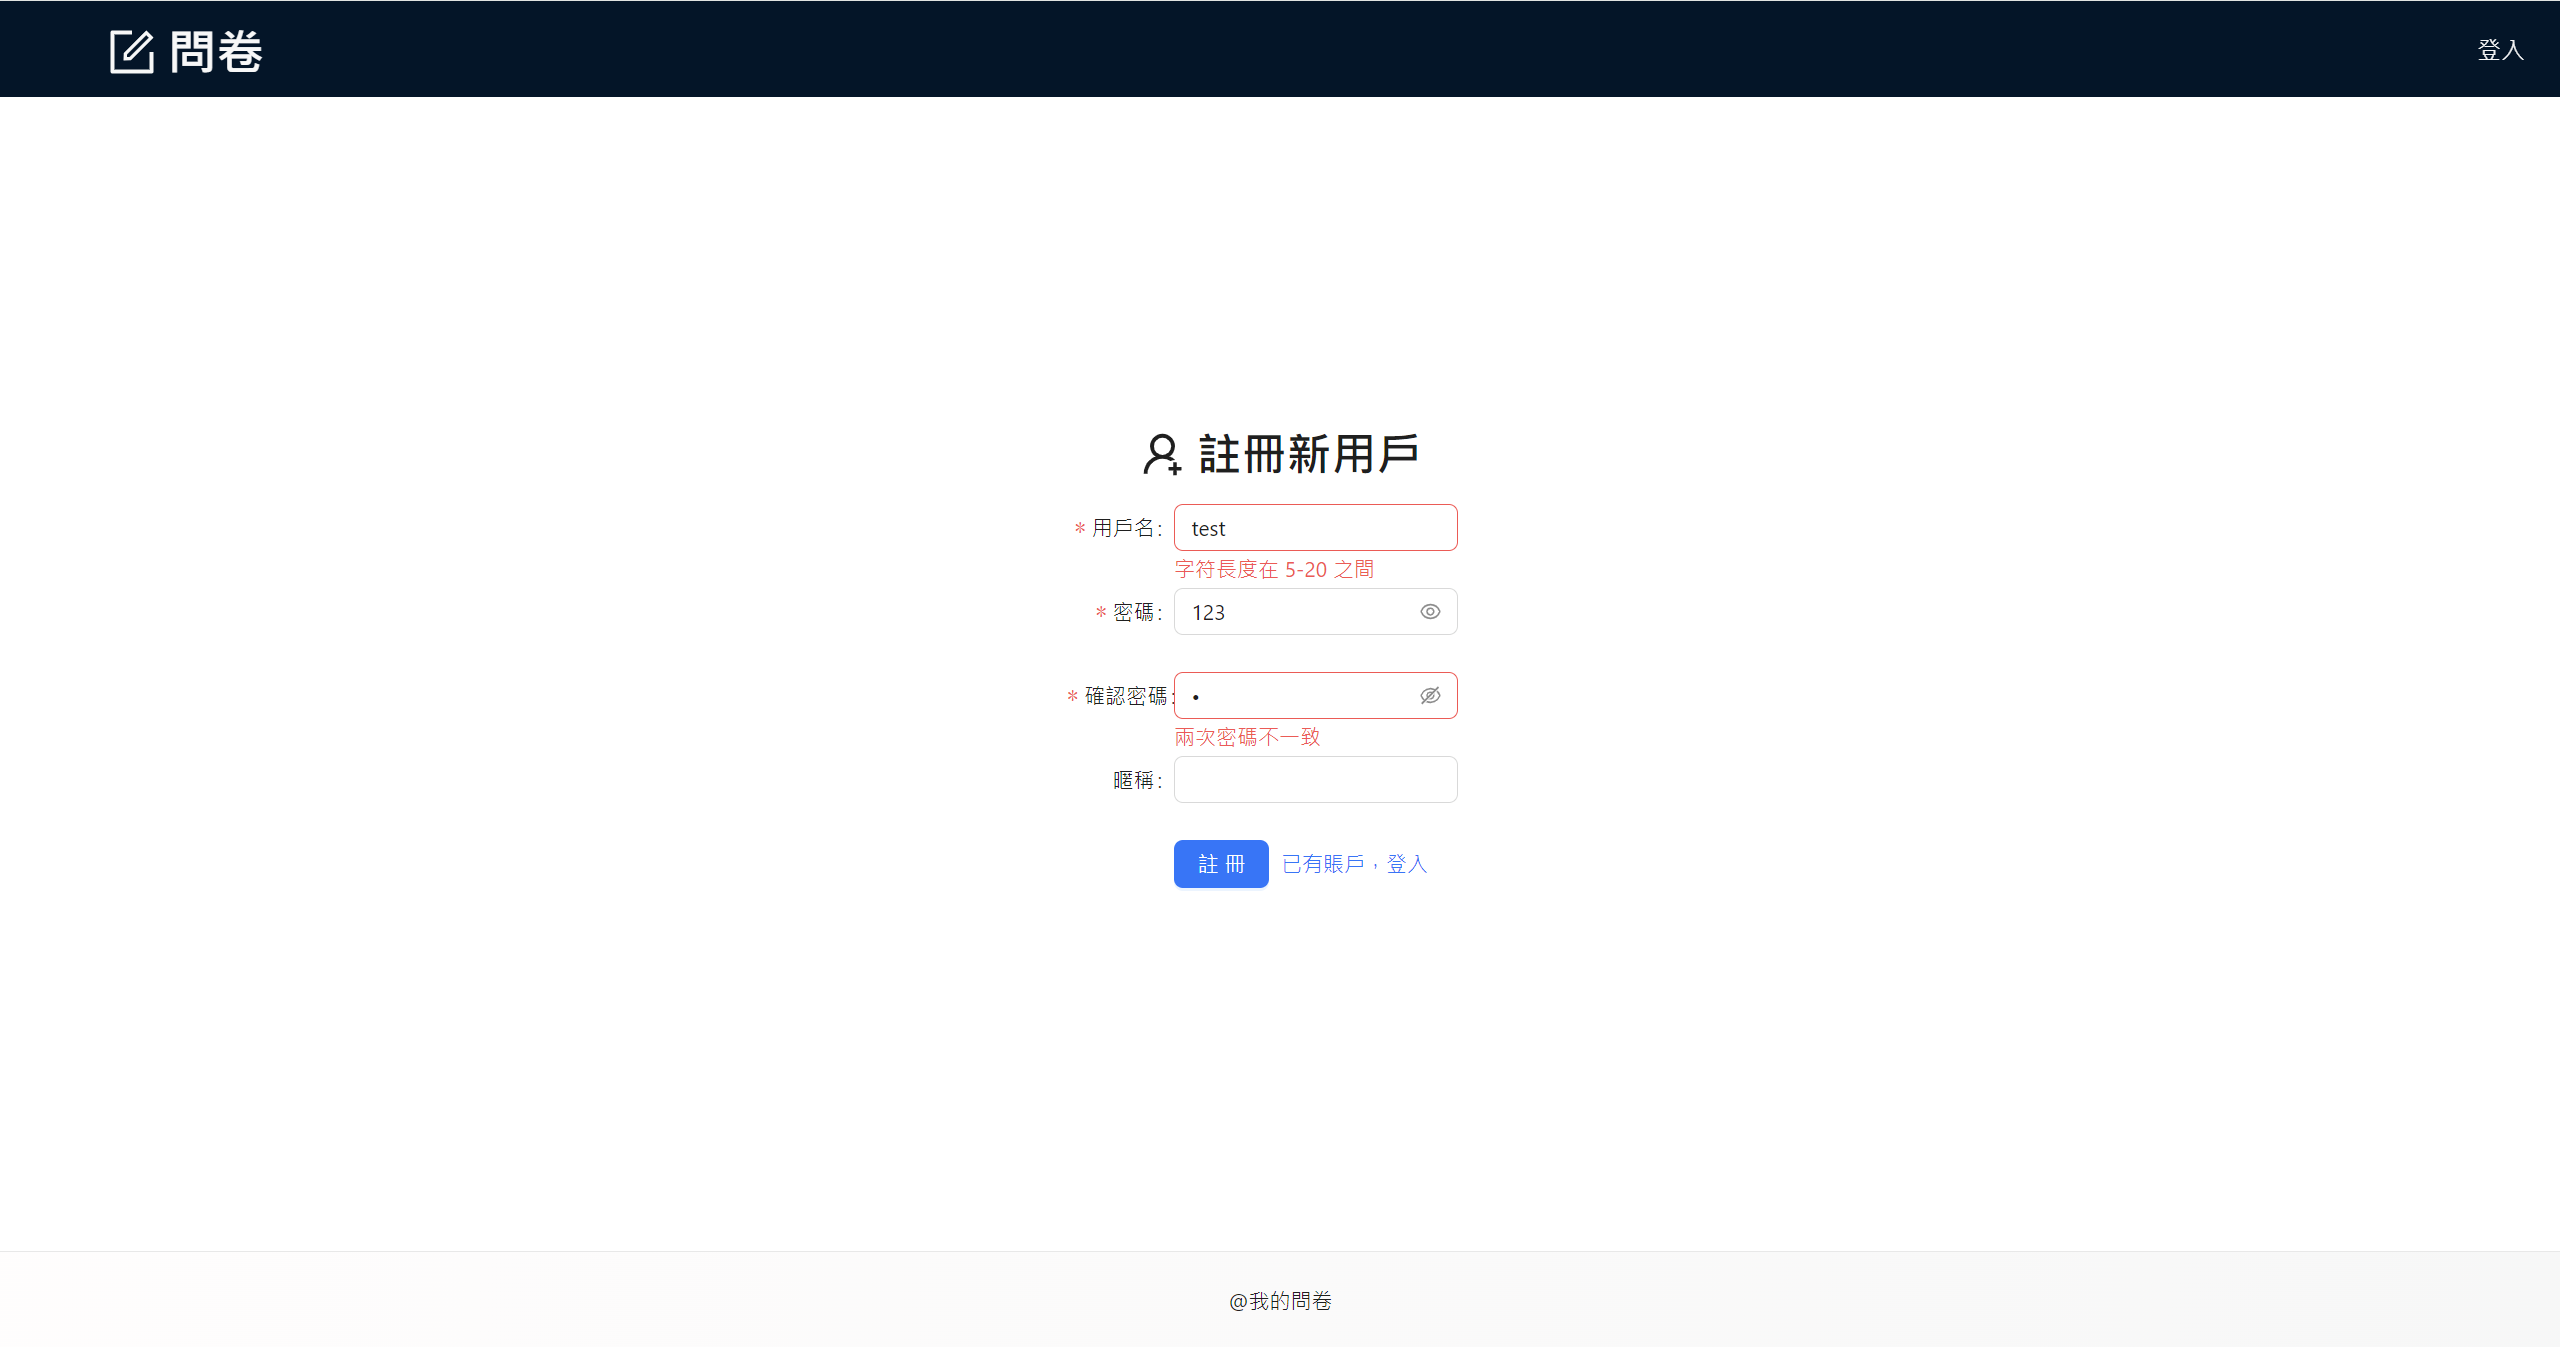 問卷
登入
註冊新用戶
* 用戶名:
test
字符長度在 5-20 之間
* 密碼:
123
* 確認密碼:
•
兩次密碼不一致
暱稱:
註 冊
已有賬戶，登入
@我的問卷